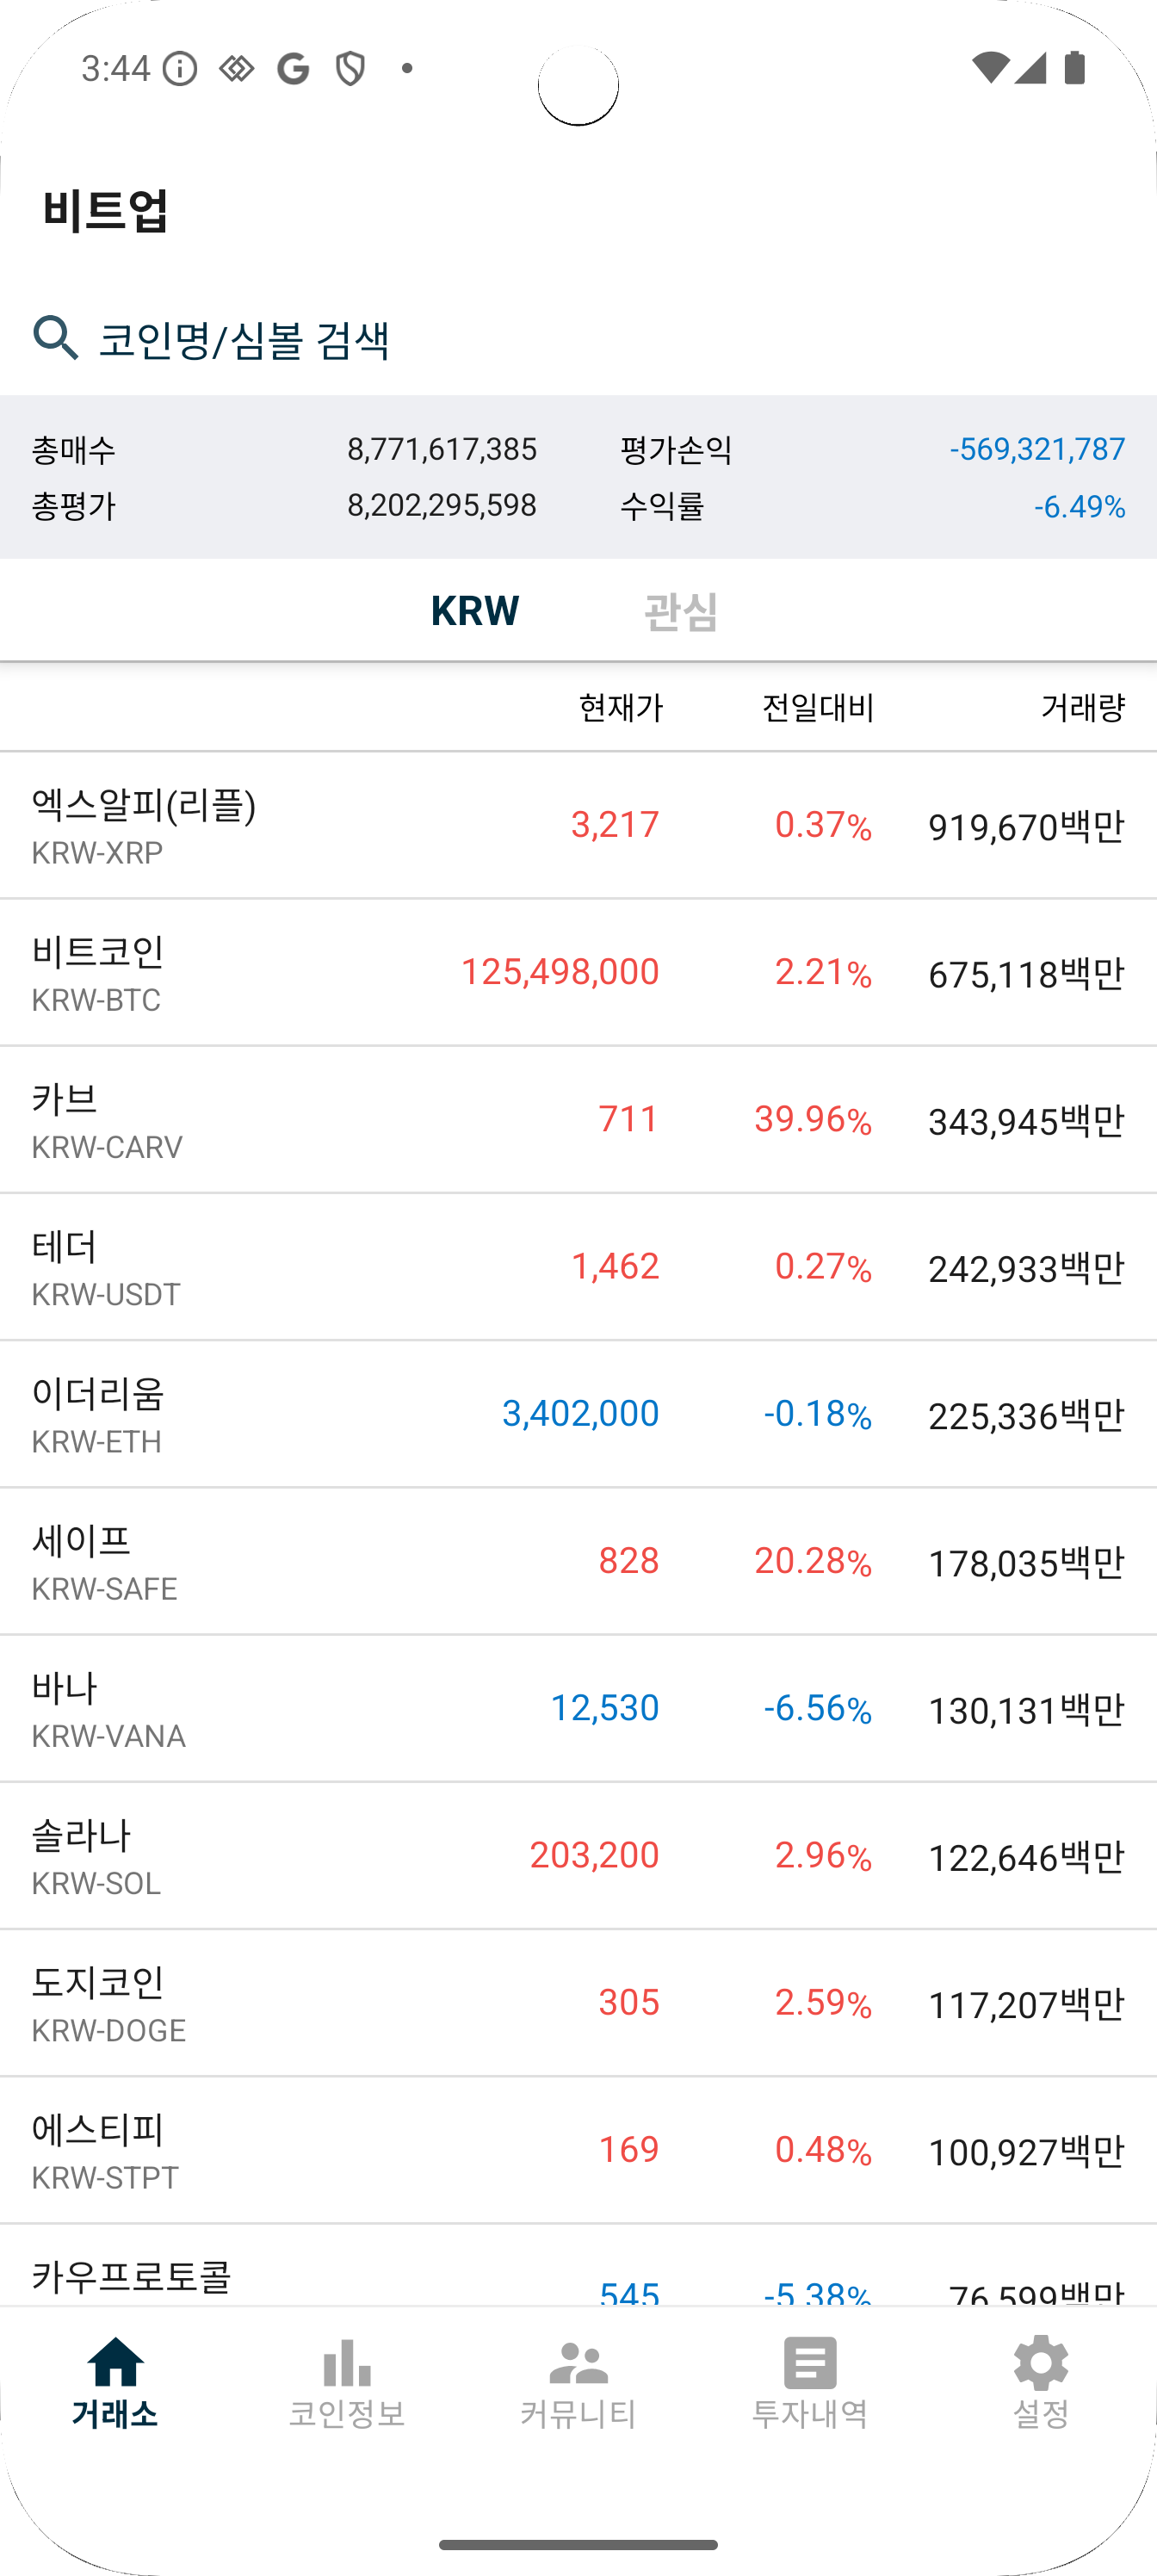 3:44
비트업
코인명/심볼 검색
총매수 8,771,617,385 평가손익 -569,321,787
총평가 8,202,295,598 수익률 -6.49%
KRW 관심
현재가 전일대비 거래량
엑스알피(리플) 3,217 0.37% 919,670백만
KRW-XRP
비트코인 125,498,000 2.21% 675,118백만
KRW-BTC
카브 711 39.96% 343,945백만
KRW-CARV
테더 1,462 0.27% 242,933백만
KRW-USDT
이더리움 3,402,000 -0.18% 225,336백만
KRW-ETH
세이프 828 20.28% 178,035백만
KRW-SAFE
바나 12,530 -6.56% 130,131백만
KRW-VANA
솔라나 203,200 2.96% 122,646백만
KRW-SOL
도지코인 305 2.59% 117,207백만
KRW-DOGE
에스티피 169 0.48% 100,927백만
KRW-STPT
카우프로토콜 545 -5.38% 76,599백만
거래소 코인정보 커뮤니티 투자내역 설정